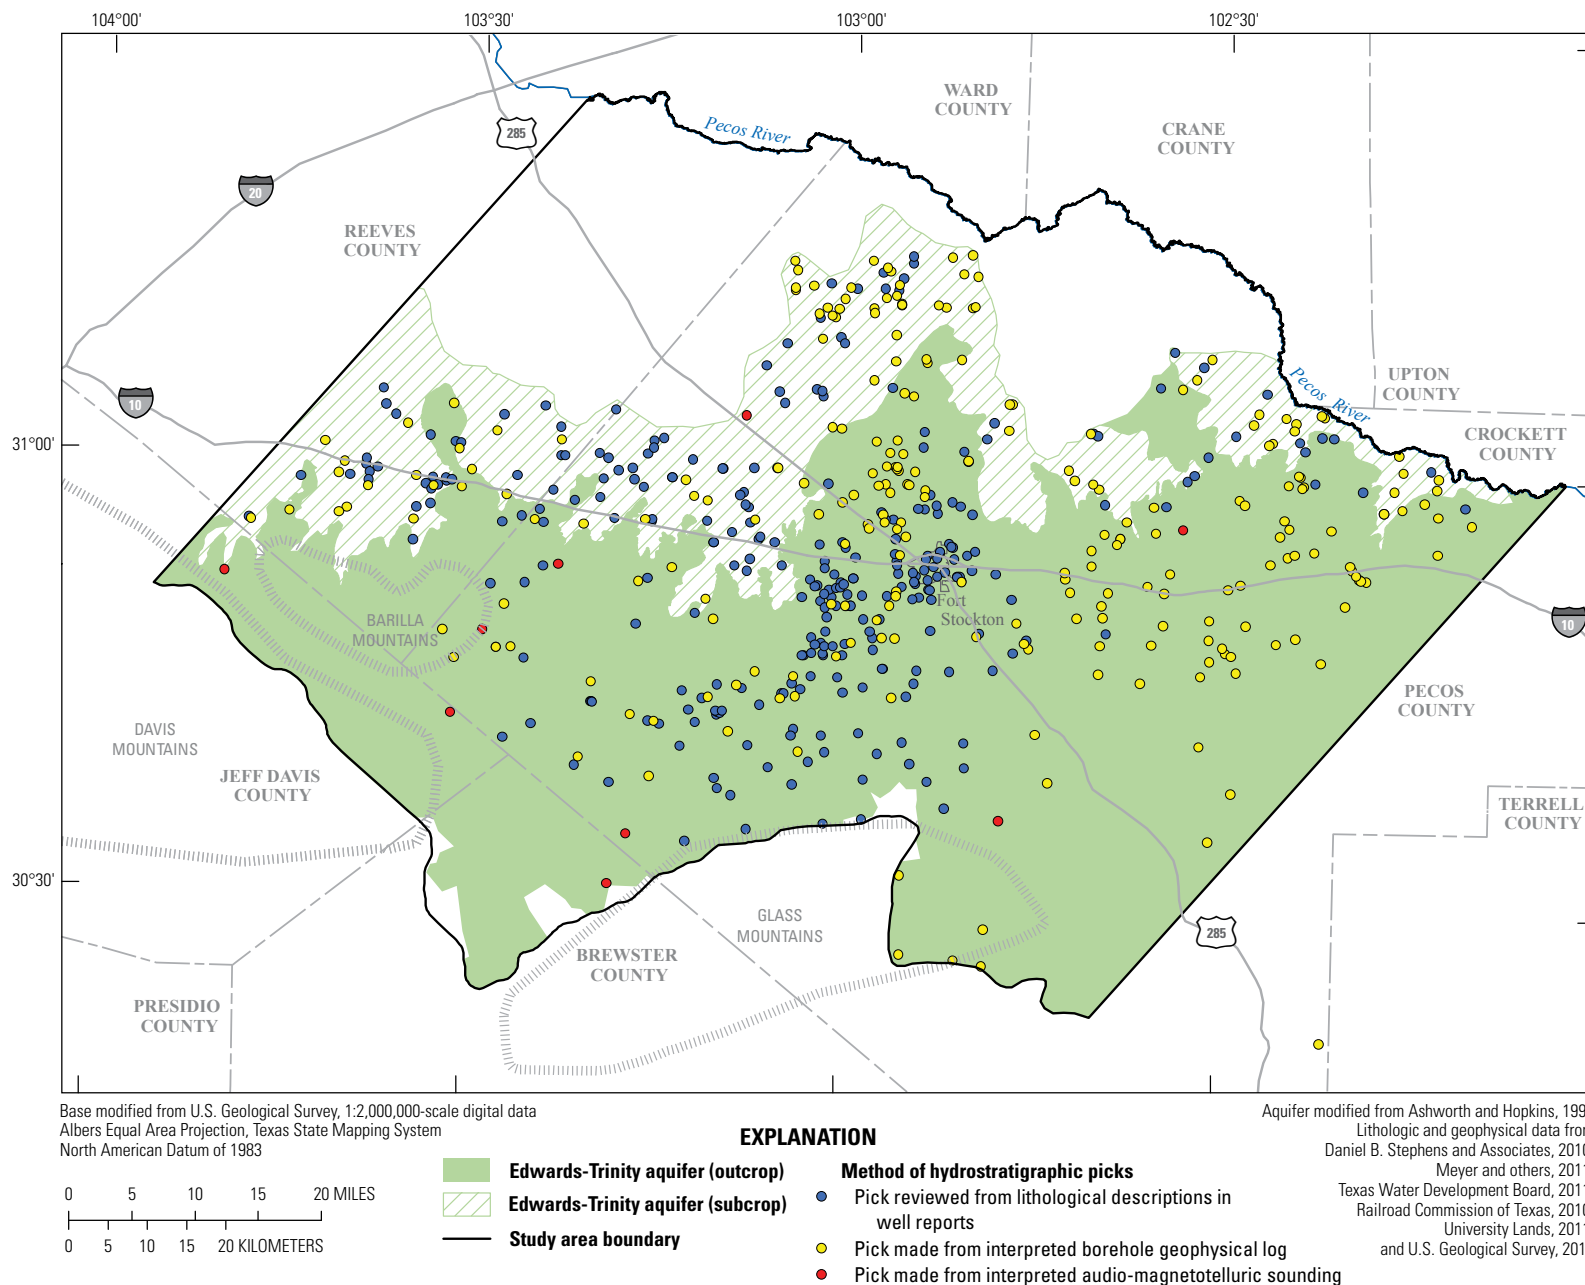 104°00'
103°30'
103°00'
102°30'
WARD
COUNTY
CRANE
COUNTY
285
Pecos River
20
REEVES
COUNTY
10
Pecos River
UPTON
COUNTY
31°00'
CROCKETT
COUNTY
Fort
Stockton
BARILLA
MOUNTAINS
10
PECOS
COUNTY
DAVIS
MOUNTAINS
JEFF DAVIS
COUNTY
TERRELL
COUNTY
30°30'
GLASS
MOUNTAINS
285
BREWSTER
COUNTY
PRESIDIO
COUNTY
Base modified from U.S. Geological Survey, 1:2,000,000-scale digital data
Albers Equal Area Projection, Texas State Mapping System
North American Datum of 1983
0 5 10 15 20 MILES
0 5 10 15 20 KILOMETERS
EXPLANATION
Edwards-Trinity aquifer (outcrop)
Edwards-Trinity aquifer (subcrop)
Study area boundary
Method of hydrostratigraphic picks
Pick reviewed from lithological descriptions in
well reports
Pick made from interpreted borehole geophysical log
Pick made from interpreted audio-magnetotelluric sounding
Aquifer modified from Ashworth and Hopkins,
Lithologic and geophysical data
Daniel B. Stephens and Associates, 2010
Meyer and others, 2011
Texas Water Development Board, 2011
Railroad Commission of Texas, 2010
University Lands, 2011
and U.S. Geological Survey,